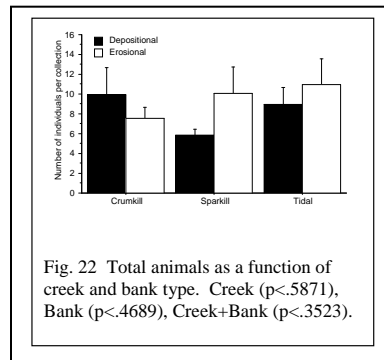 16
14
12
10
8
6
4
2
0
Number of individuals per collection
Depositional
Erosional
Crumkill Sparkill Tidal
Fig. 22 Total animals as a function of
creek and bank type. Creek (p<.5871),
Bank (p<.4689), Creek+Bank (p<.3523).